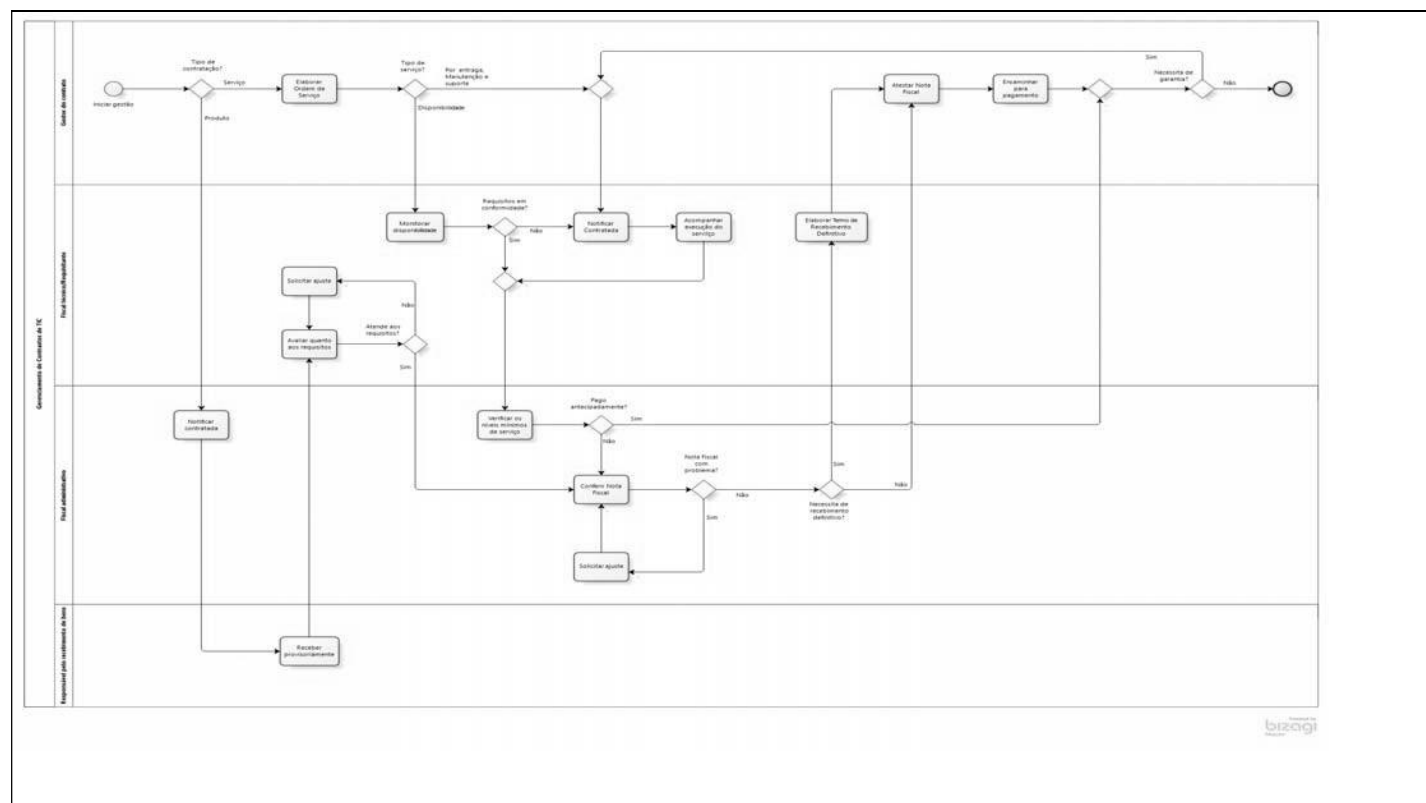 Gerenciamento de Contratos de TIC
Gestor do contrato
Iniciar gestão
Tipo de
contratação?
Serviço
Produto
Elaborar
Ordem de
Serviço
Tipo de
serviço?
Por entrega,
Manutenção e
suporte
Disponibilidade
Atestar Nota
Fiscal
Encaminhar
para
pagamento
Sim
Necessita de
garantia?
Não
Fiscal técnico/Requisitante
Monitorar
disponibilidade
Requisitos em
conformidade?
Não
Sim
Notificar
Contratada
Acompanhar
execução do
serviço
Elaborar Termo de
Recebimento
Definitivo
Solicitar ajuste
Não
Avaliar quanto
aos requisitos
Atende aos
requisitos?
Sim
Fiscal administrativo
Notificar
contratada
Verificar os
níveis mínimos
de serviço
Pago
antecipadamente?
Sim
Não
Conferir Nota
Fiscal
Nota Fiscal
com
problema?
Não
Sim
Sim
Não
Necessita de
recebimento
definitivo?
Solicitar ajuste
Responsável pelo recebimento de bens
Receber
provisoriamente
bizagi